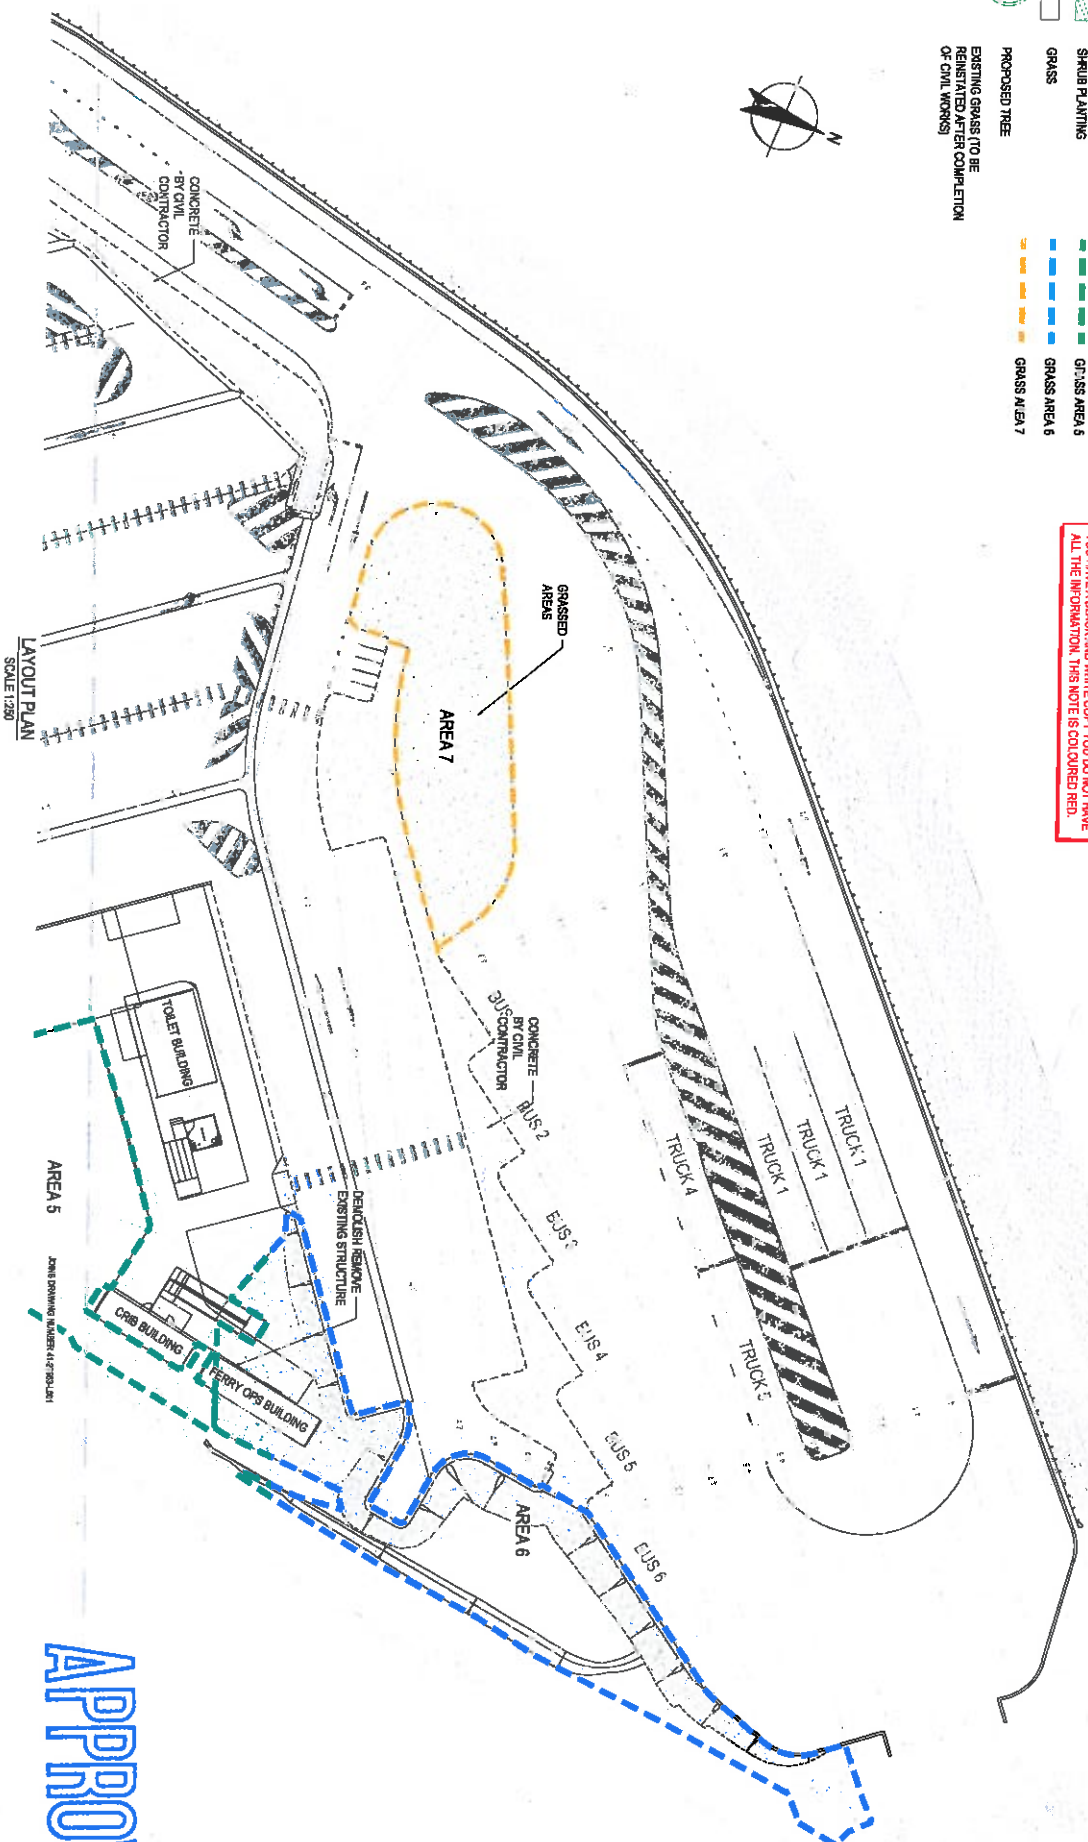 SHRUB PLANTING
GRASS
PROPOSED TREE
EXISTING GRASS (TO BE
REINSTATED AFTER COMPLETION
OF CIVIL WORKS)
GRASS AREA 5
GRASS AREA 6
GRASS AREA 7
ALL THE INFORMATION. THIS NOTE IS COLOURED RED.
N
CONCRETE
BY CIVIL
CONTRACTOR
GRASSED
AREAS
AREA 7
LAYOUT PLAN
SCALE 1:250
CONCRETE
BY CIVIL
CONTRACTOR
BUS
BUS 2
BUS 3
BUS 4
BUS 5
BUS 6
TRUCK 1
TRUCK 1
TRUCK 1
TRUCK 4
TRUCK 5
TOILET BUILDING
DEMOLISH REMOVE
EXISTING STRUCTURE
CRIB BUILDING
FERRY OPS BUILDING
AREA 5
AREA 6
JOINS DRAWING NUMBER
APPRO